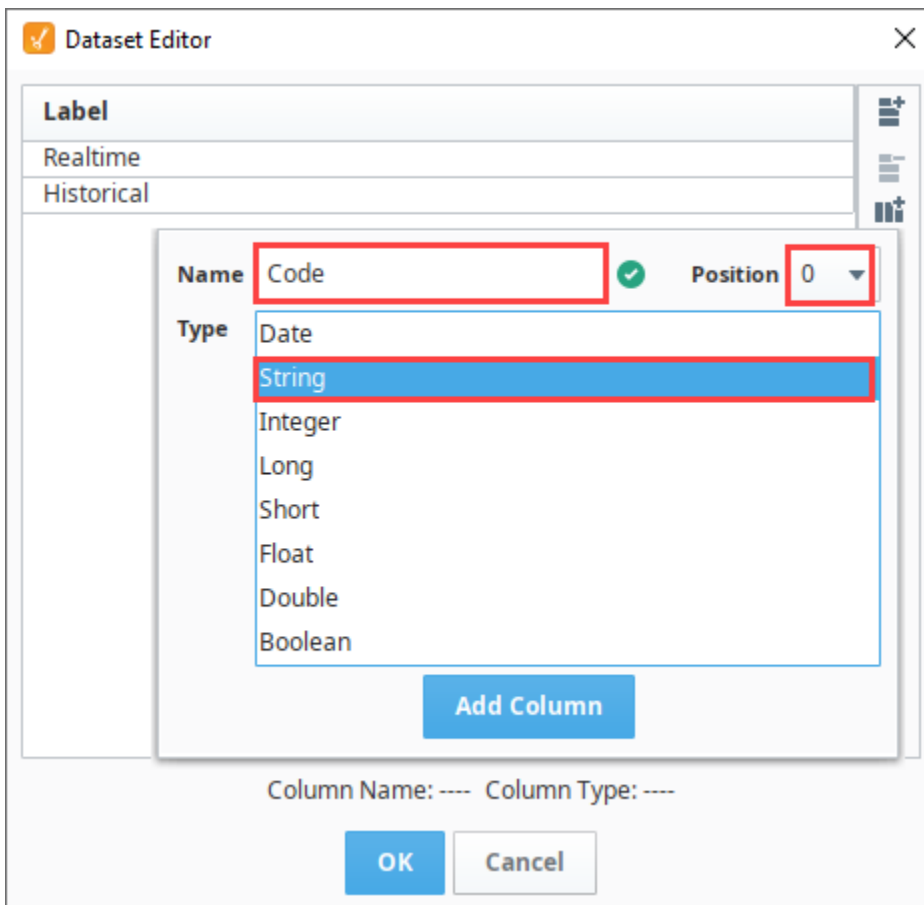 Dataset Editor
Label
Realtime
Historical
Name Code Position 0
Type Date
String
Integer
Long
Short
Float
Double
Boolean
Add Column
Column Name: ---- Column Type: ----
OK Cancel